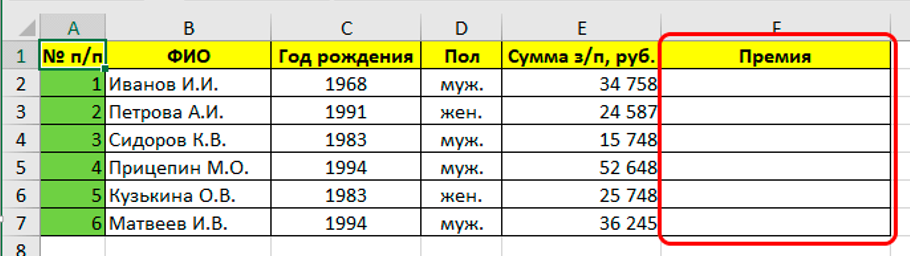 A B C D E F
1 № п/п ФИО Год рождения Пол Сумма з/п, руб. Премия
2 1 Иванов И.И. 1968 муж. 34 758
3 2 Петрова А.И. 1991 жен. 24 587
4 3 Сидоров К.В. 1983 муж. 15 748
5 4 Прицепин М.О. 1994 муж. 52 648
6 5 Кузькина О.В. 1983 жен. 25 748
7 6 Матвеев И.В. 1994 муж. 36 245
8